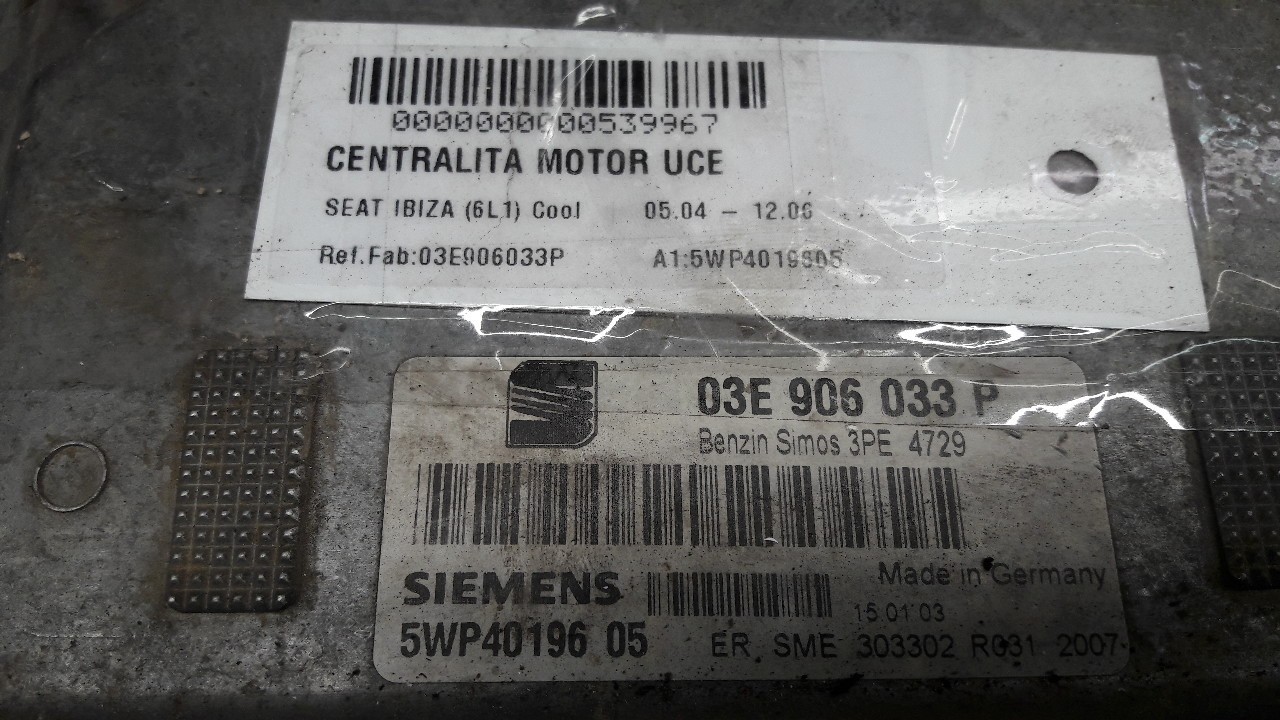 0000000000539967
CENTRALITA MOTOR UCE
SEAT IBIZA (6L1) Cool 05.04 - 12.06
Ref.Fab:03E906033P A1:5WP4019605
03E 906 033 P
Benzin Simos 3PE 4729
SIEMENS
Made in Germany
15.01.03
5WP40196 05
ER SME 303302 R031 2007